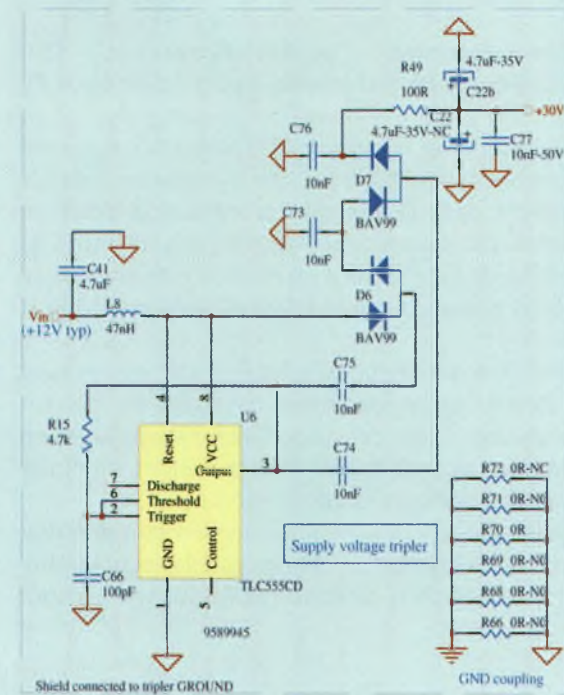 4.7uF-35V
R49
C22b
100R
C22
+30V
C76
4.7uF-35V-NC
C77
10nF-50V
10nF
D7
C73
BAV99
10nF
C41
4.7uF
D6
Vin
L8
(+12V typ)
47nH
BAV99
C75
4
8
10nF
R15
U6
4.7k
Reset
VCC
C74
Output
3
7
Discharge
10nF
6
Threshold
2
Trigger
R72 0R-NC
R71 0R-NC
R70 0R
R69 0R-NC
R68 0R-NC
R66 0R-NC
GND
Control
Supply voltage tripler
C66
100pF
TLC555CD
1
5
9589945
GND coupling
Shield connected to tripler GROUND